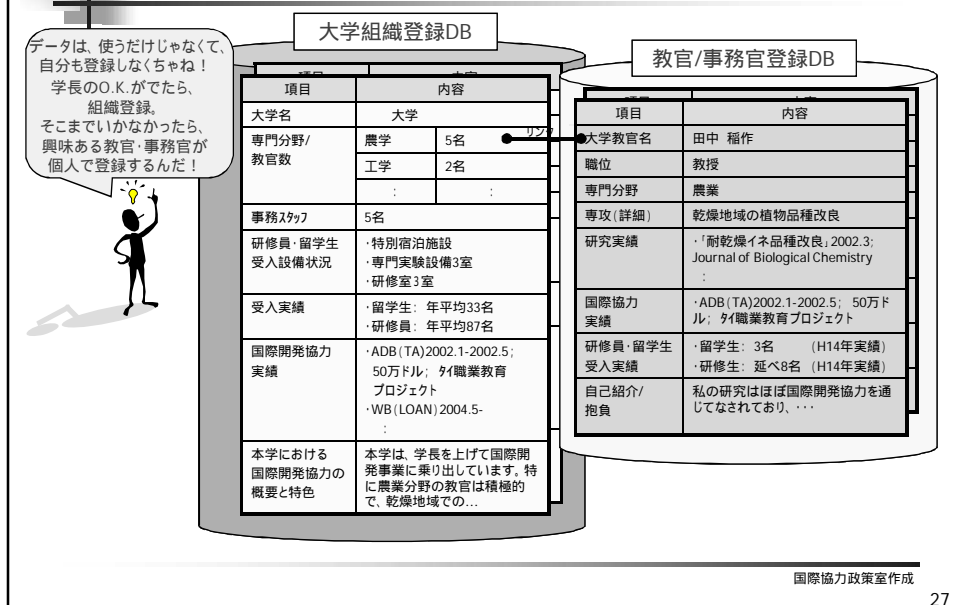 データは、使うだけじゃなくて、
自分も登録しなくちゃね！
学長のO.K.がでたら、
組織登録。
そこまでいかなかったら、
興味ある教官・事務官が
個人で登録するんだ！
大学組織登録DB
項目 内容
大学名 大学
専門分野/ 農学 5名
教官数
工学 2名
: :
事務スタッフ 5名
研修員・留学生 ・特別宿泊施設
受入設備状況 ・専門実験設備3室
・研修室3室
受入実績 ・留学生： 年平均33名
・研修員： 年平均87名
国際開発協力 ・ADB(TA)2002.1-2002.5；
実績 50万ドル； タイ職業教育
プロジェクト
・WB(LOAN)2004.5-
:
本学における 本学は、学長を上げて国際開
国際開発協力の 発事業に乗り出しています。特
概要と特色 に農業分野の教官は積極的
で、乾燥地域での...
リンク
教官/事務官登録DB
項目 内容
大学教官名 田中 稲作
職位 教授
専門分野 農業
専攻(詳細) 乾燥地域の植物品種改良
研究実績 ・「耐乾燥イネ品種改良」2002.3;
Journal of Biological Chemistry
:
国際協力 ・ADB(TA)2002.1-2002.5； 50万ド
実績 ル； タイ職業教育プロジェクト
研修員・留学生 ・留学生： 3名 (H14年実績)
受入実績 ・研修生： 延べ8名 (H14年実績)
自己紹介/ 私の研究はほぼ国際開発協力を通
抱負 じてなされており、・・・
国際協力政策室作成
27